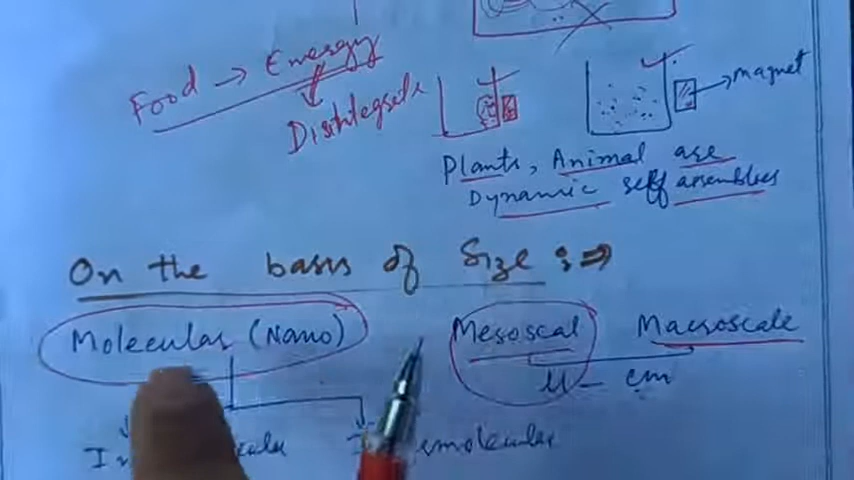 Food → Energy
Disintegrate
magnet
Plants, Animal are
Dynamic self assemblies
On the basis of Size :⇒
Molecular (Nano) Mesoscal Macroscale
μ - cm